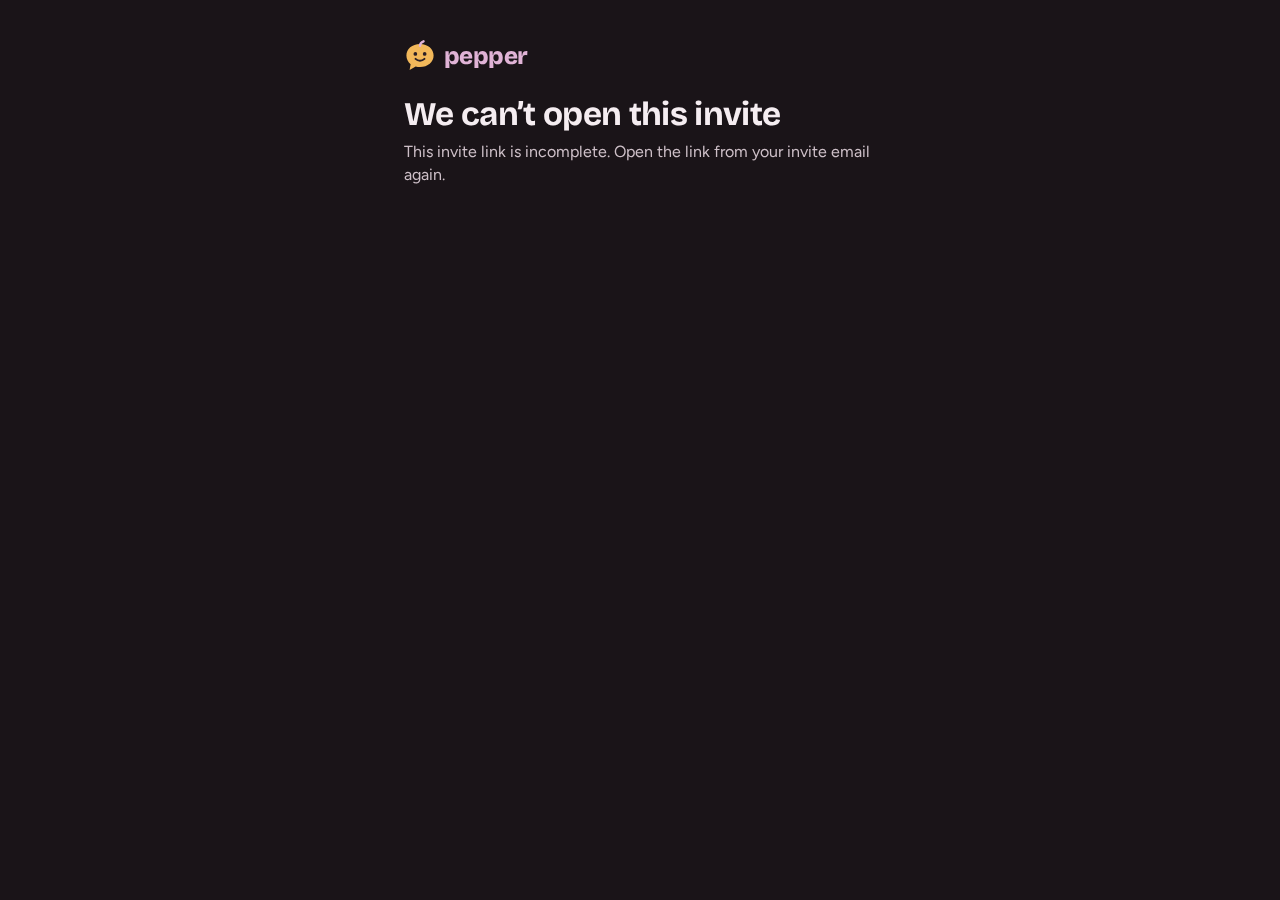 pepper
We can’t open this invite
This invite link is incomplete. Open the link from your invite email
again.